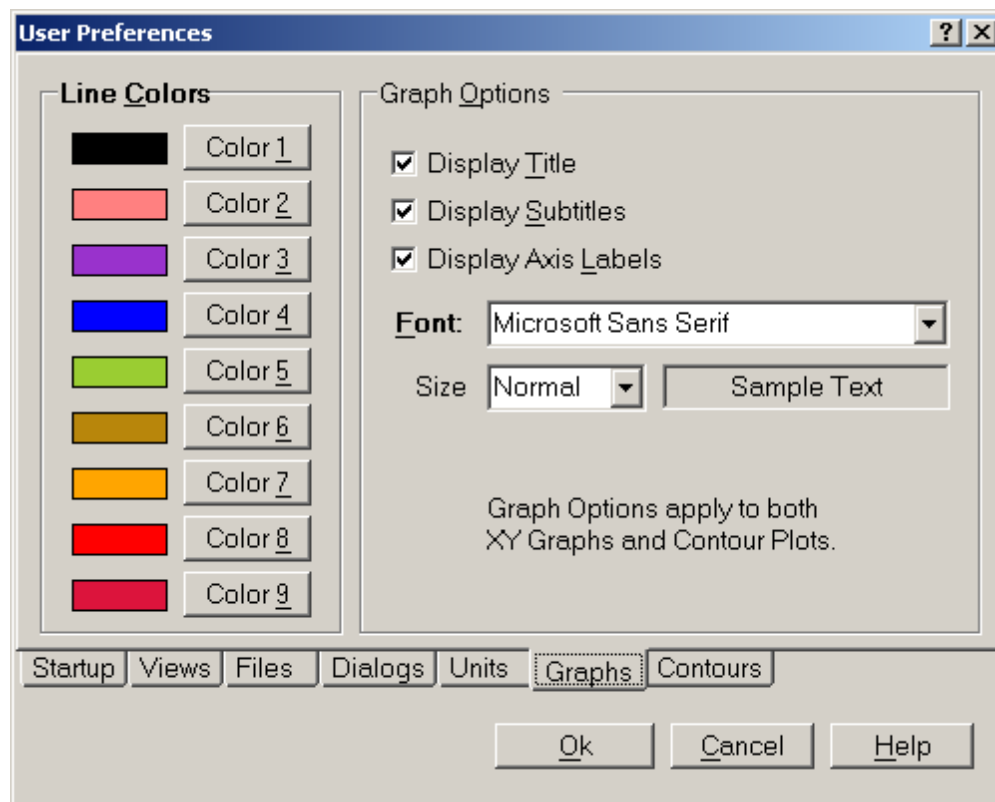 User Preferences
Line Colors
Color 1
Color 2
Color 3
Color 4
Color 5
Color 6
Color 7
Color 8
Color 9
Graph Options
Display Title
Display Subtitles
Display Axis Labels
Font: Microsoft Sans Serif
Size Normal Sample Text
Graph Options apply to both
XY Graphs and Contour Plots.
Startup Views Files Dialogs Units Graphs Contours
Ok Cancel Help